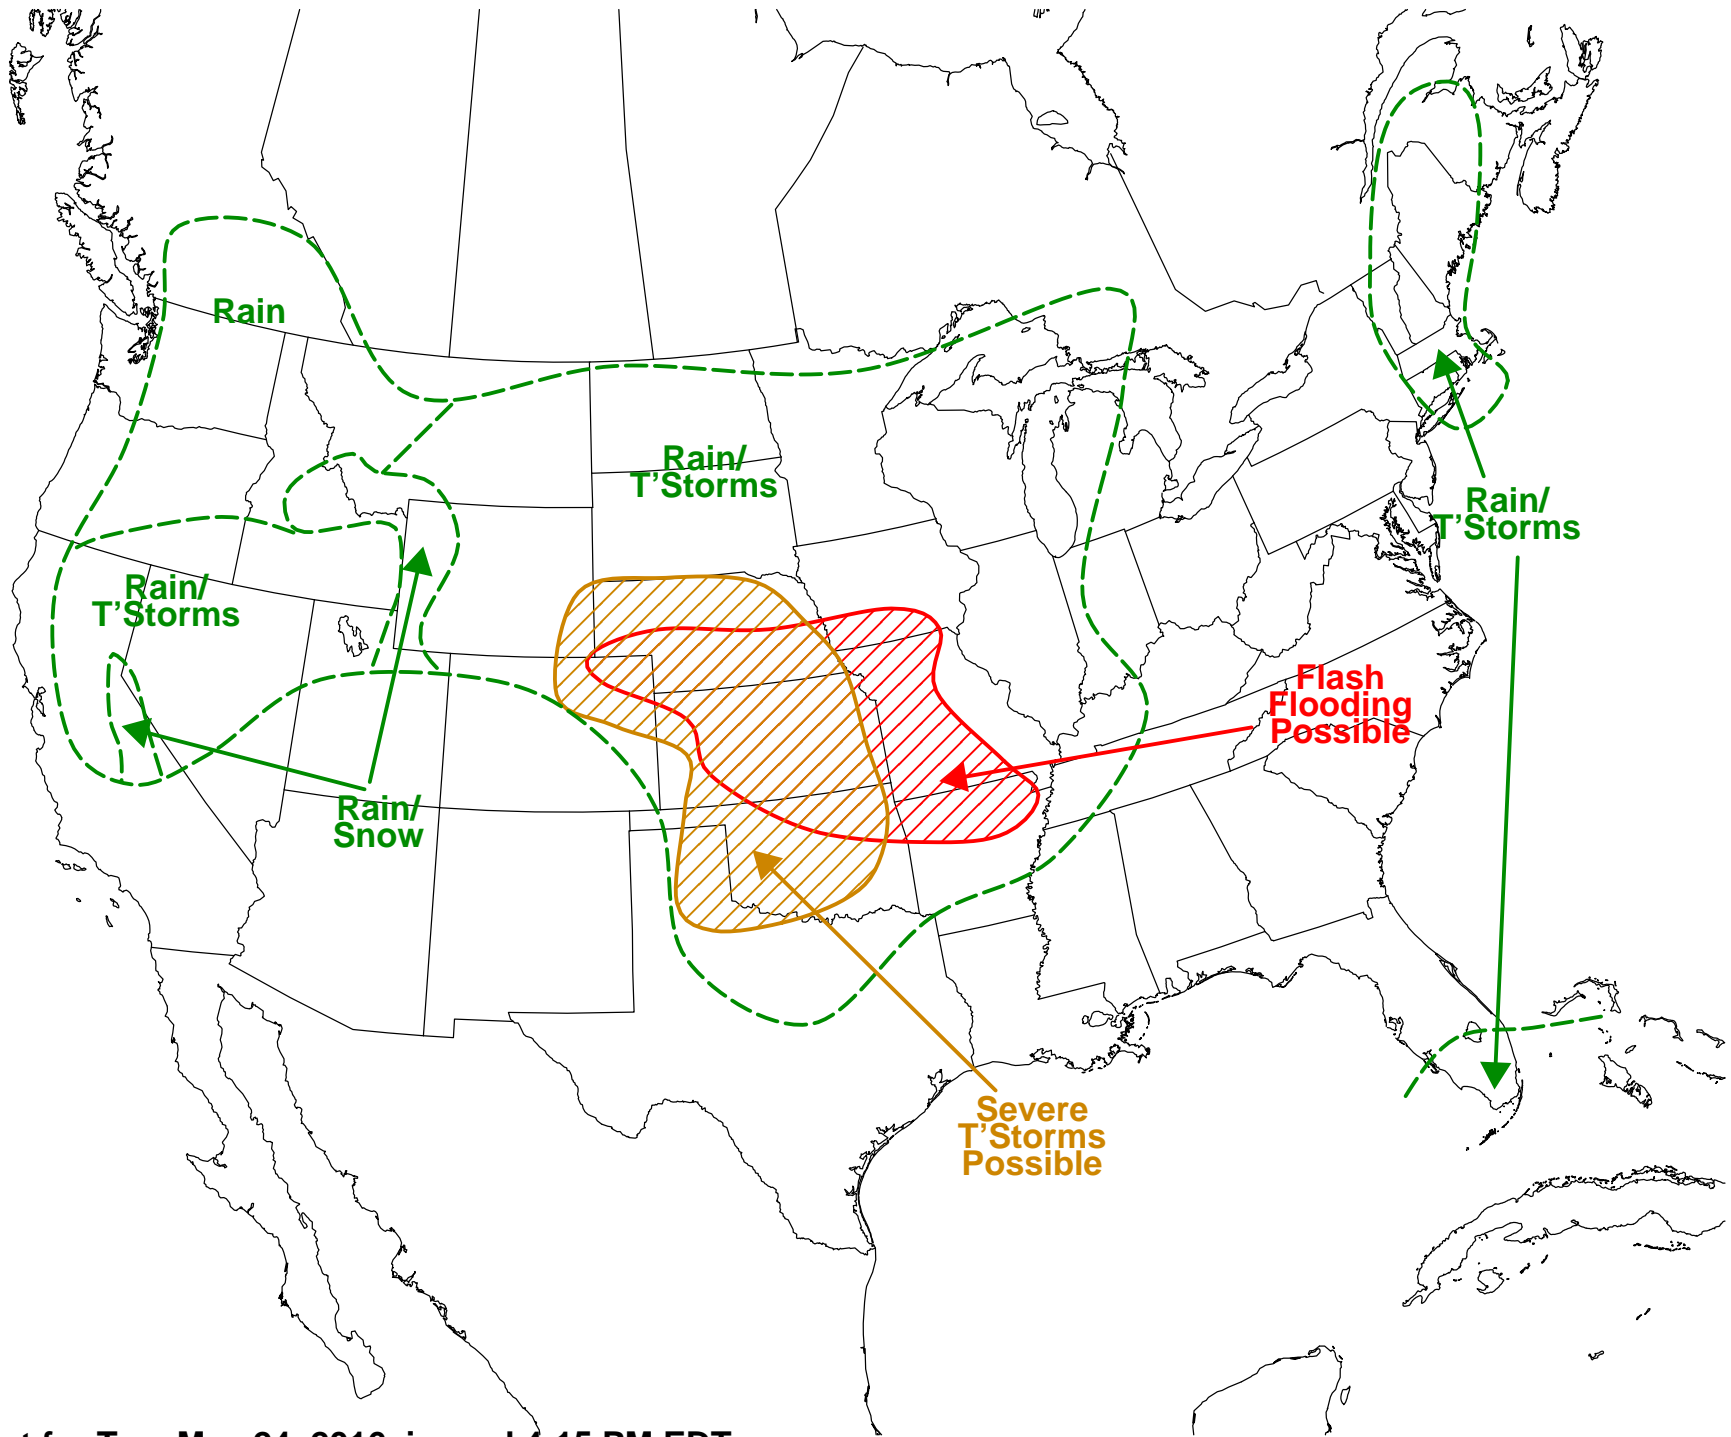 Rain
Rain/
T'Storms
Rain/
T'Storms
Rain/
T'Storms
Flash
Flooding
Possible
Rain/
Snow
Severe
T'Storms
Possible